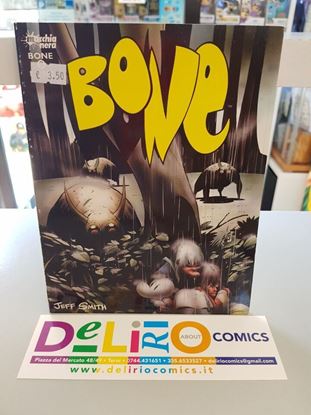 macchia
nera
BONE
€ 3,50
BONE
JEFF SMITH
DeLiRiO
ABOUT
COMICS
Piazza del Mercato 48/49 • Terni • 0744.431651 • 335.6533527 • deliriocomics@gmail.com
www.deliriocomics.it